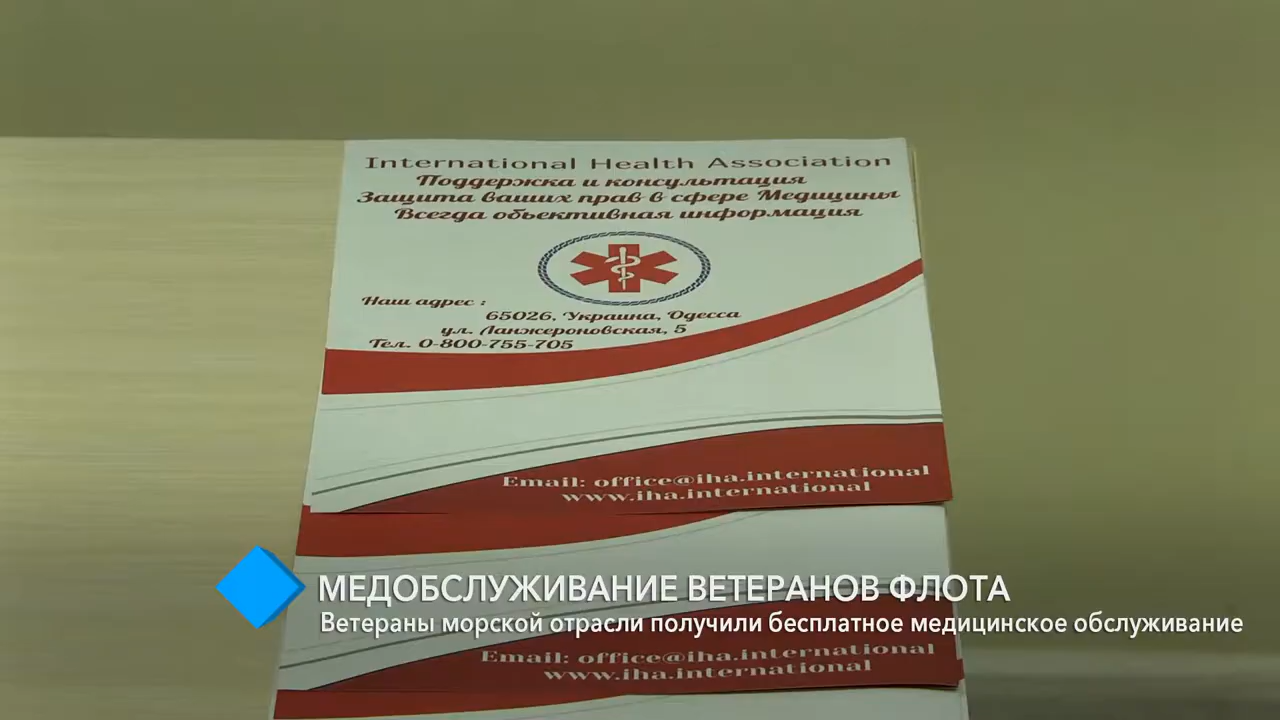 International Health Association
Поддержка и консультация
Защита ваших прав в сфере Медицины
Всегда обьективная информация
Наш адрес :
65026, Украина, Одесса
ул. Ланжероновская, 5
Тел. 0-800-755-705
Email: office@iha.international
www.iha.international
МЕДОБСЛУЖИВАНИЕ ВЕТЕРАНОВ ФЛОТА
Ветераны морской отрасли получили бесплатное медицинское обслуживание
Email: office@iha.international
www.iha.international